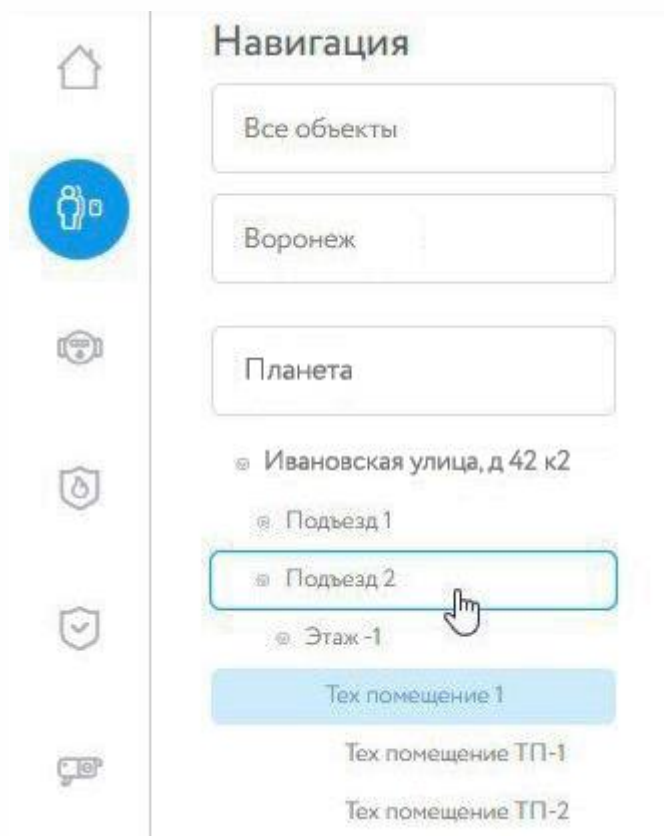 Навигация
Все объекты
Воронеж
Планета
Ивановская улица, д 42 к2
Подъезд 1
Подъезд 2
Этаж -1
Тех помещение 1
Тех помещение ТП-1
Тех помещение ТП-2